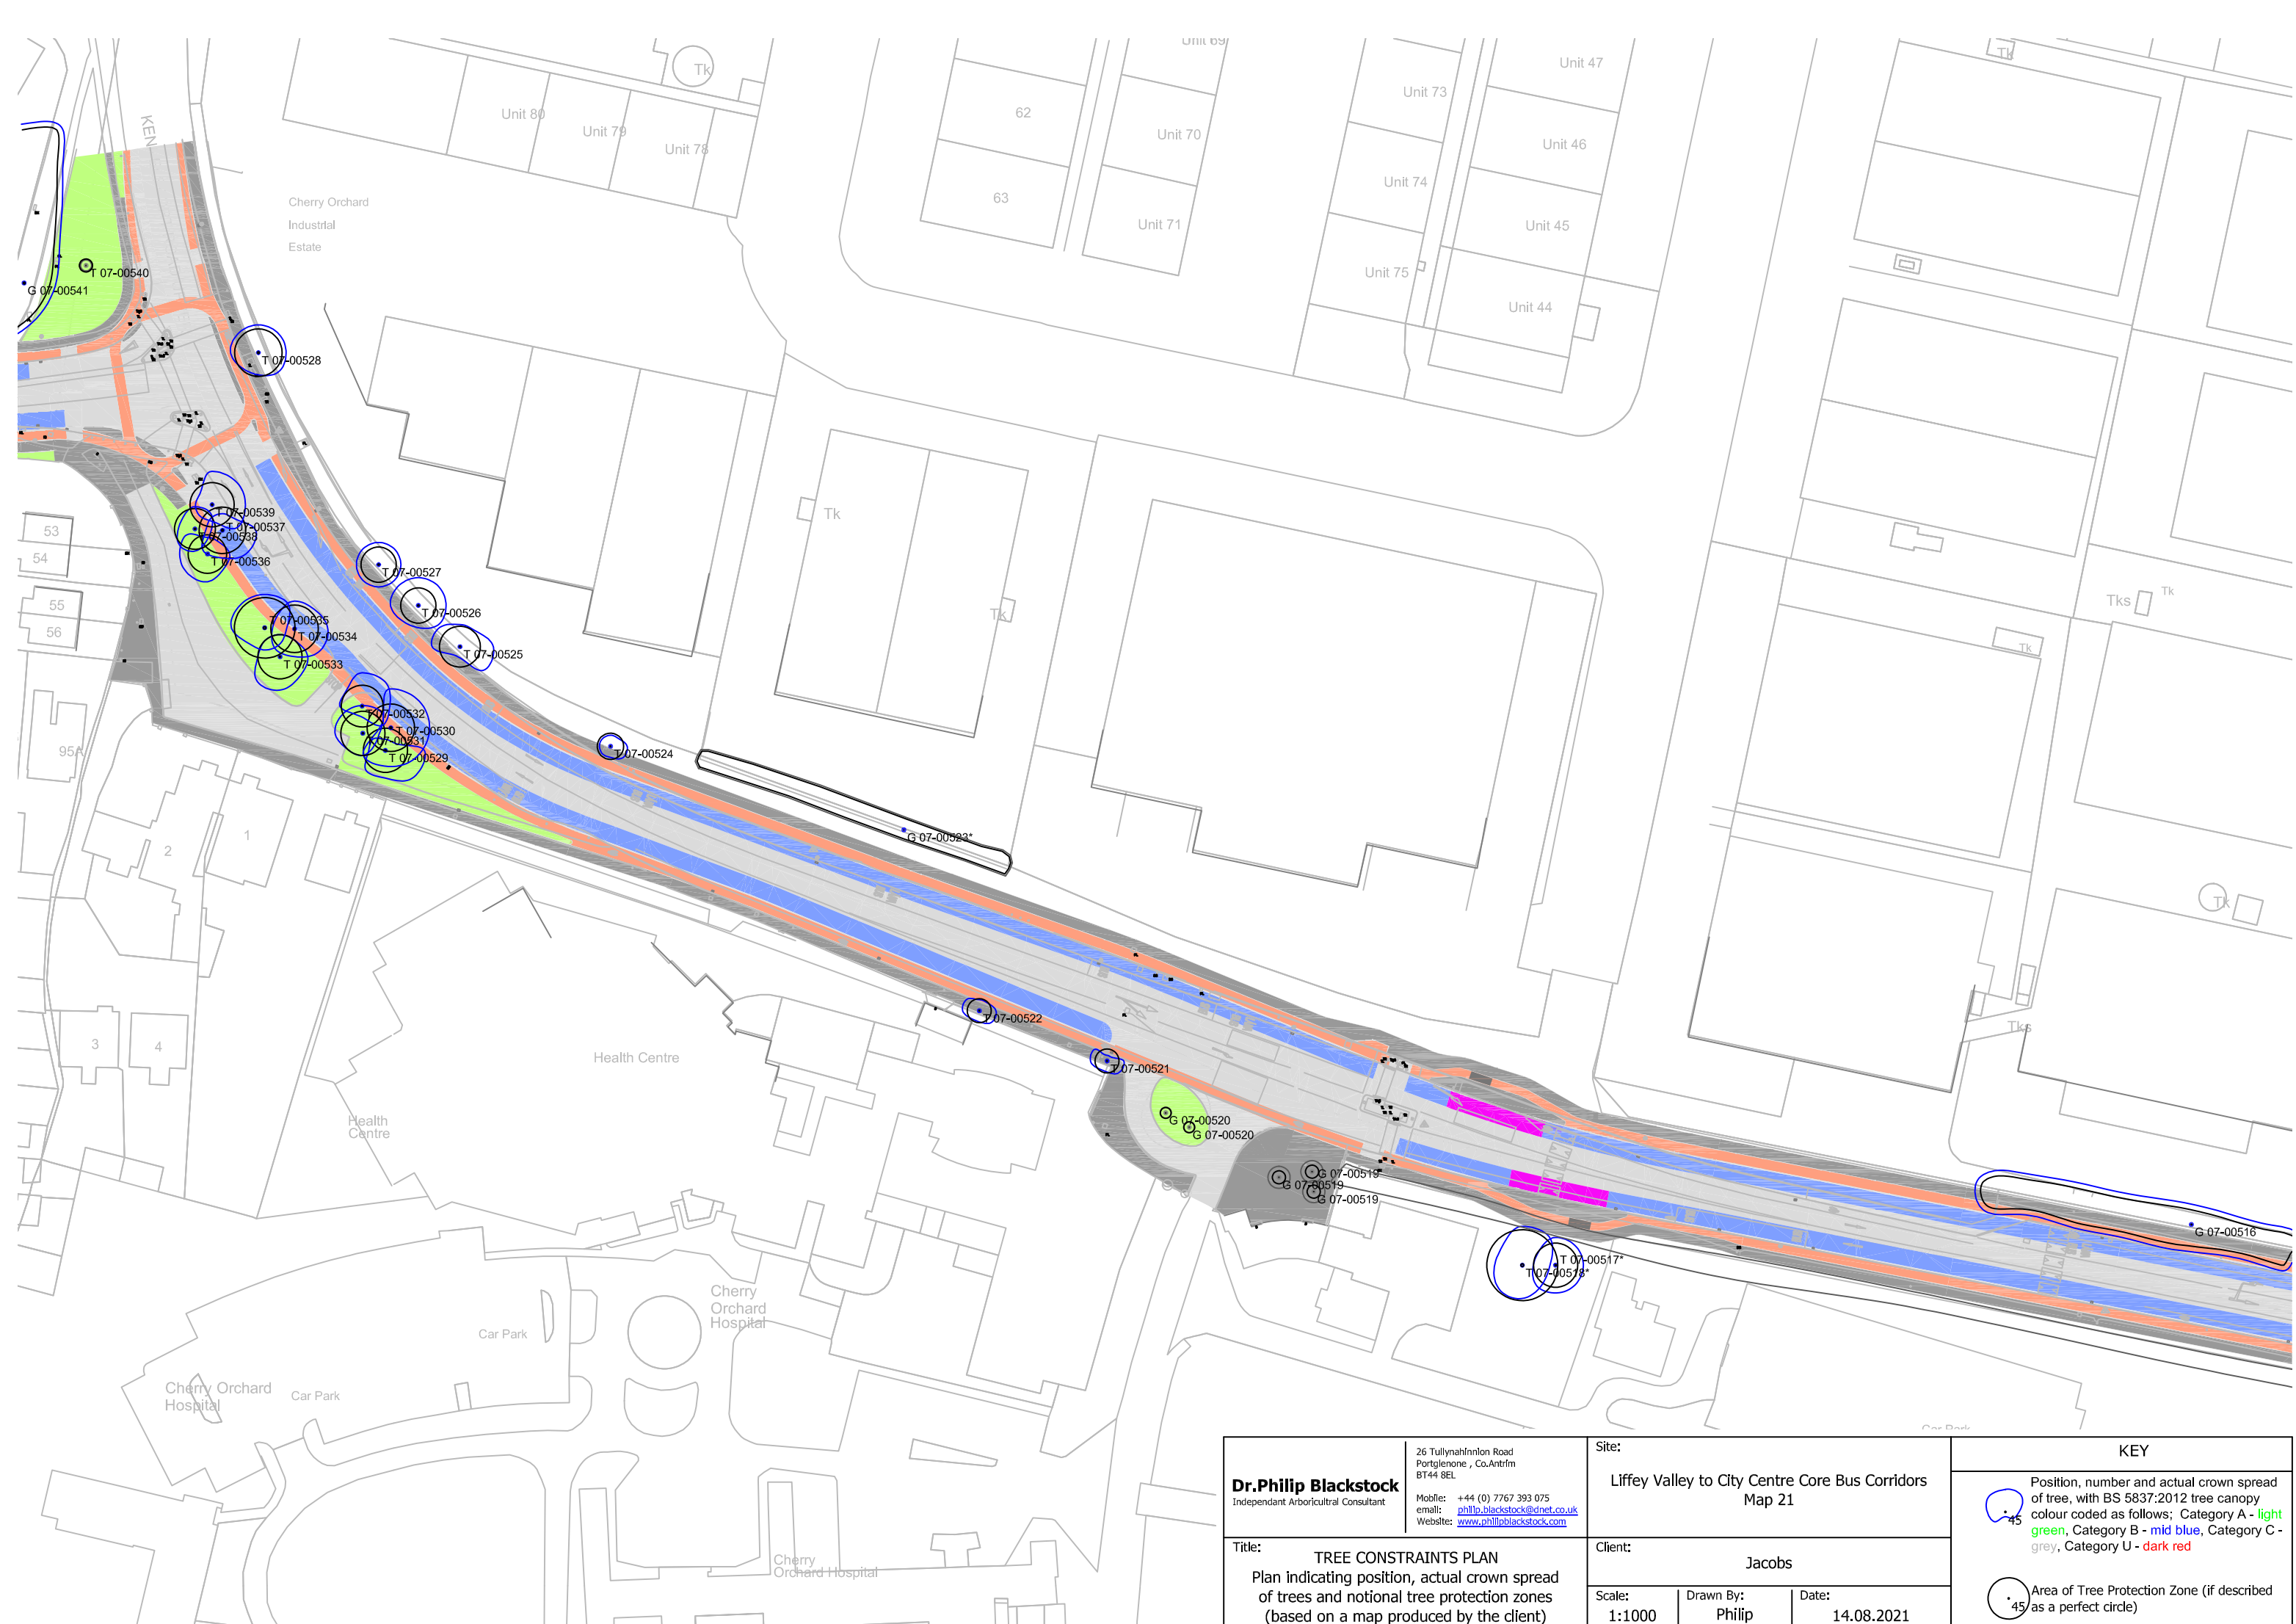 Unit 69
Tk
Unit 80
Unit 79
Unit 78
62
63
Unit 70
Unit 71
Unit 73
Unit 74
Unit 75
Unit 47
Unit 46
Unit 45
Unit 44
Tk
KEN
Cherry Orchard
Industrial
Estate
T 07-00540
G 07-00541
T 07-00528
T 07-00539
T 07-00537
T 07-00538
T 07-00536
53
54
55
56
T 07-00527
T 07-00526
T 07-00525
T 07-00535
T 07-00534
T 07-00533
T 07-00532
T 07-00530
T 07-00531
T 07-00529
T 07-00524
G 07-00523*
Tk
Tk
Tks
Tk
Tk
Tk
Tks
95A
1
2
3
4
Health Centre
Health
Centre
T 07-00522
T 07-00521
G 07-00520
G 07-00520
G 07-00519
G 07-00519
G 07-00519
T 07-00517*
T 07-00518*
G 07-00516
Cherry
Orchard
Hospital
Car Park
Cherry Orchard
Hospital
Car Park
Cherry
Orchard Hospital
Car Park
Dr.Philip Blackstock
Independant Arboricultral Consultant
26 Tullynahinnion Road
Portglenone , Co.Antrim
BT44 8EL
Mobile: +44 (0) 7767 393 075
email: philip.blackstock@dnet.co.uk
Website: www.philipblackstock.com
Title:
TREE CONSTRAINTS PLAN
Plan indicating position, actual crown spread
of trees and notional tree protection zones
(based on a map produced by the client)
Site:
Liffey Valley to City Centre Core Bus Corridors
Map 21
Client:
Jacobs
Scale:
1:1000
Drawn By:
Philip
Date:
14.08.2021
KEY
45
Position, number and actual crown spread
of tree, with BS 5837:2012 tree canopy
colour coded as follows; Category A - light
green, Category B - mid blue, Category C -
grey, Category U - dark red
45
Area of Tree Protection Zone (if described
as a perfect circle)